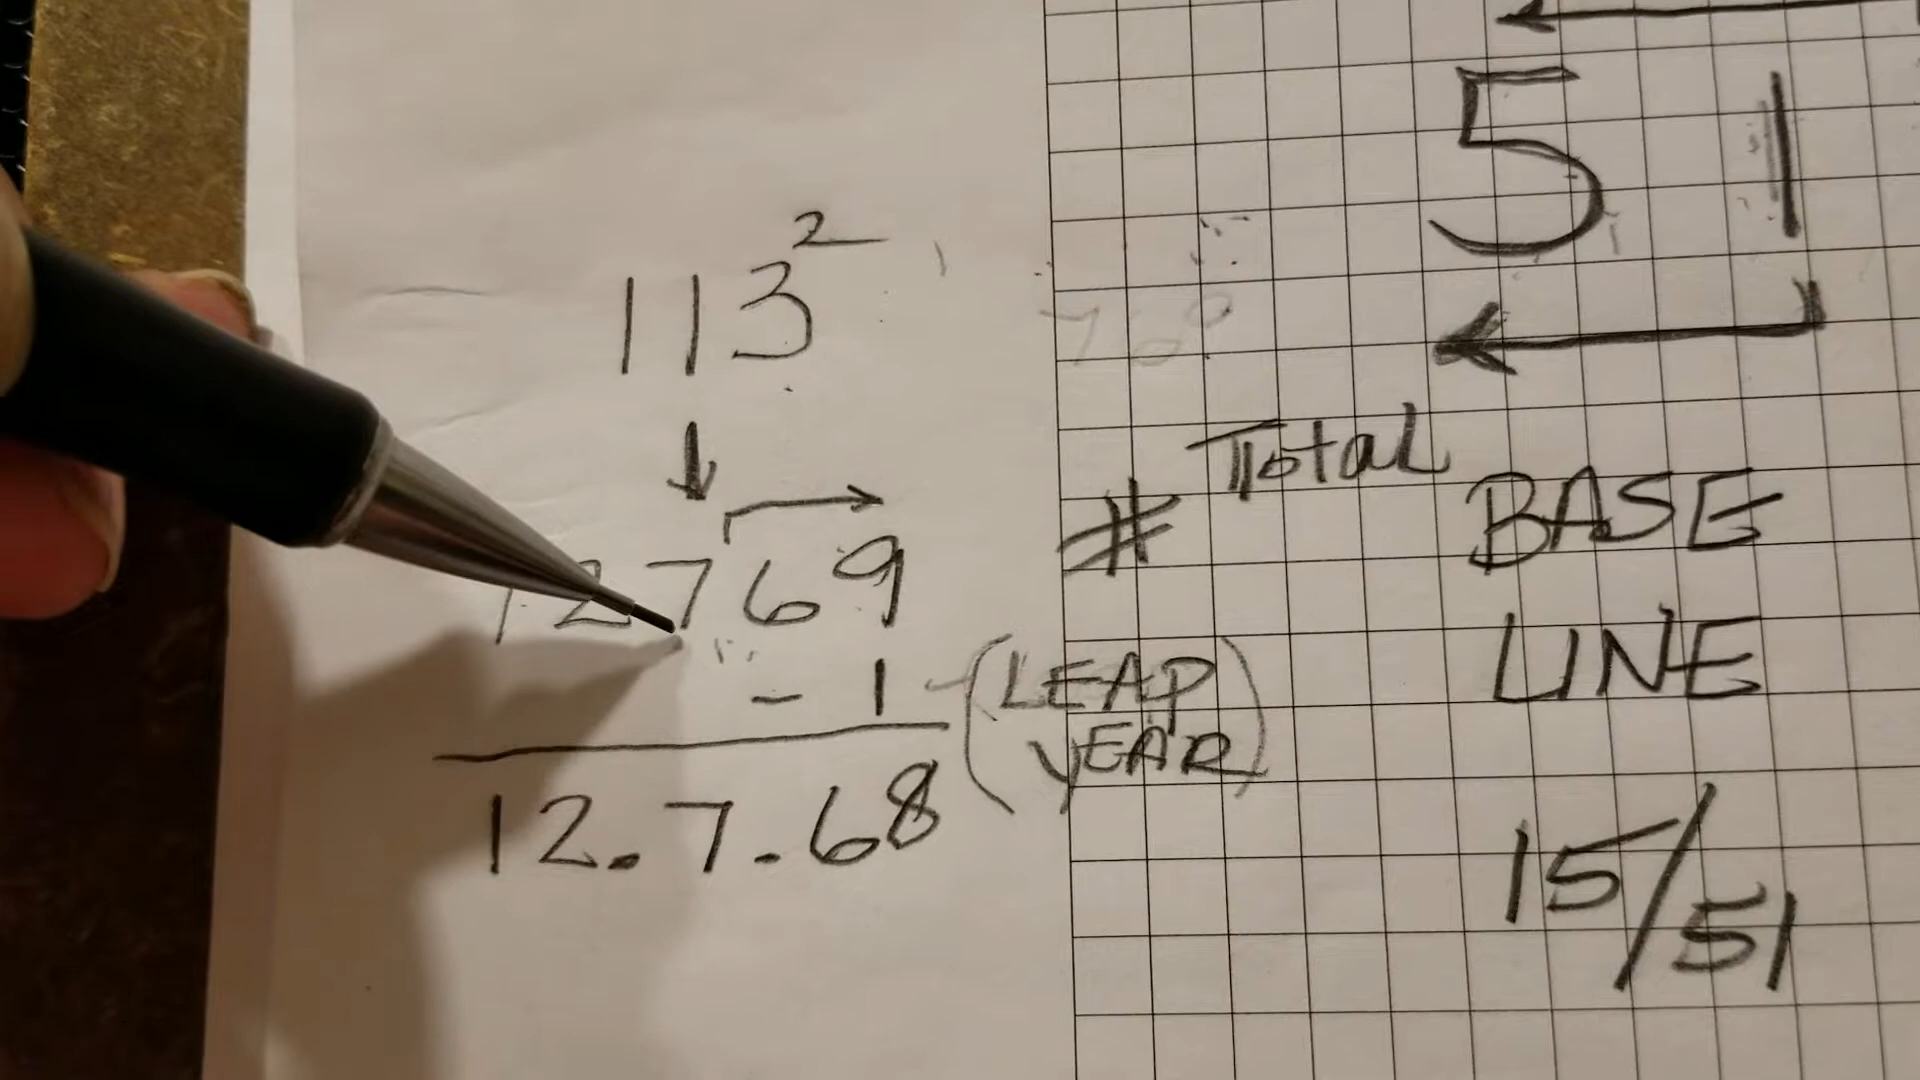 113²
12769
- 1 (LEAP
YEAR)
12.7.68
51
# Total
BASE
LINE
15/51